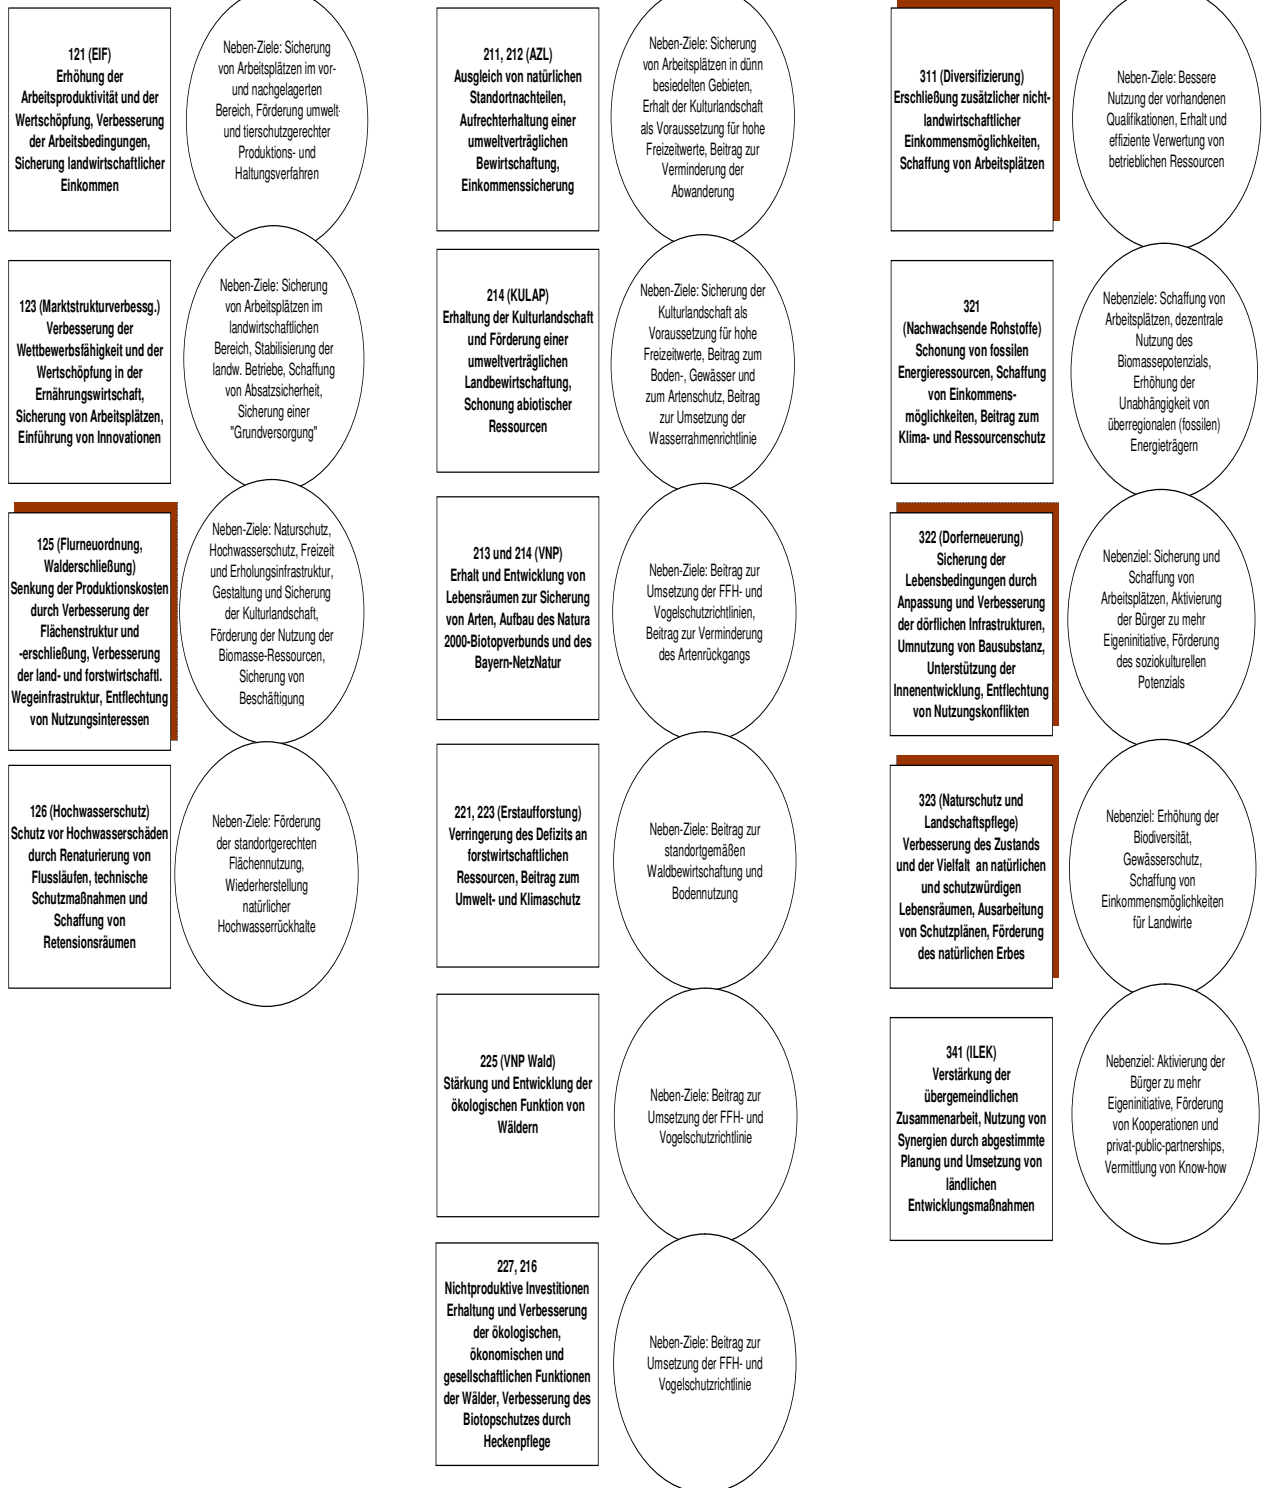 121 (EIF)
Erhöhung der
Arbeitsproduktivität und der
Wertschöpfung, Verbesserung
der Arbeitsbedingungen,
Sicherung landwirtschaftlicher
Einkommen
Neben-Ziele: Sicherung
von Arbeitsplätzen im vor-
und nachgelagerten
Bereich, Förderung umwelt-
und tierschutzgerechter
Produktions- und
Haltungsverfahren
123 (Marktstrukturverbessg.)
Verbesserung der
Wettbewerbsfähigkeit und der
Wertschöpfung in der
Ernährungswirtschaft,
Sicherung von Arbeitsplätzen,
Einführung von Innovationen
Neben-Ziele: Sicherung
von Arbeitsplätzen im
landwirtschaftlichen
Bereich, Stabilisierung der
landw. Betriebe, Schaffung
von Absatzsicherheit,
Sicherung einer
"Grundversorgung"
125 (Flurneuordnung,
Walderschließung)
Senkung der Produktionskosten
durch Verbesserung der
Flächenstruktur und
-erschließung, Verbesserung
der land- und forstwirtschaftl.
Wegeinfrastruktur, Entflechtung
von Nutzungsinteressen
Neben-Ziele: Naturschutz,
Hochwasserschutz, Freizeit
und Erholungsinfrastruktur,
Gestaltung und Sicherung
der Kulturlandschaft,
Förderung der Nutzung der
Biomasse-Ressourcen,
Sicherung von
Beschäftigung
126 (Hochwasserschutz)
Schutz vor Hochwasserschäden
durch Renaturierung von
Flussläufen, technische
Schutzmaßnahmen und
Schaffung von
Retensionsräumen
Neben-Ziele: Förderung
der standortgerechten
Flächennutzung,
Wiederherstellung
natürlicher
Hochwasserrückhalte
211, 212 (AZL)
Ausgleich von natürlichen
Standortnachteilen,
Aufrechterhaltung einer
umweltverträglichen
Bewirtschaftung,
Einkommenssicherung
Neben-Ziele: Sicherung
von Arbeitsplätzen in dünn
besiedelten Gebieten,
Erhalt der Kulturlandschaft
als Voraussetzung für hohe
Freizeitwerte, Beitrag zur
Verminderung der
Abwanderung
214 (KULAP)
Erhaltung der Kulturlandschaft
und Förderung einer
umweltverträglichen
Landbewirtschaftung,
Schonung abiotischer
Ressourcen
Neben-Ziele: Sicherung der
Kulturlandschaft als
Voraussetzung für hohe
Freizeitwerte, Beitrag zum
Boden-, Gewässer und
zum Artenschutz, Beitrag
zur Umsetzung der
Wasserrahmenrichtlinie
213 und 214 (VNP)
Erhalt und Entwicklung von
Lebensräumen zur Sicherung
von Arten, Aufbau des Natura
2000-Biotopverbunds und des
Bayern-NetzNatur
Neben-Ziele: Beitrag zur
Umsetzung der FFH- und
Vogelschutzrichtlinien,
Beitrag zur Verminderung
des Artenrückgangs
221, 223 (Erstaufforstung)
Verringerung des Defizits an
forstwirtschaftlichen
Ressourcen, Beitrag zum
Umwelt- und Klimaschutz
Neben-Ziele: Beitrag zur
standortgemäßen
Waldbewirtschaftung und
Bodennutzung
225 (VNP Wald)
Stärkung und Entwicklung der
ökologischen Funktion von
Wäldern
Neben-Ziele: Beitrag zur
Umsetzung der FFH- und
Vogelschutzrichtlinie
227, 216
Nichtproduktive Investitionen
Erhaltung und Verbesserung
der ökologischen,
ökonomischen und
gesellschaftlichen Funktionen
der Wälder, Verbesserung des
Biotopschutzes durch
Heckenpflege
Neben-Ziele: Beitrag zur
Umsetzung der FFH- und
Vogelschutzrichtlinie
311 (Diversifizierung)
Erschließung zusätzlicher nicht-
landwirtschaftlicher
Einkommensmöglichkeiten,
Schaffung von Arbeitsplätzen
Neben-Ziele: Bessere
Nutzung der vorhandenen
Qualifikationen, Erhalt und
effiziente Verwertung von
betrieblichen Ressourcen
321
(Nachwachsende Rohstoffe)
Schonung von fossilen
Energieressourcen, Schaffung
von Einkommens-
möglichkeiten, Beitrag zum
Klima- und Ressourcenschutz
Nebenziele: Schaffung von
Arbeitsplätzen, dezentrale
Nutzung des
Biomassepotenzials,
Erhöhung der
Unabhängigkeit von
überregionalen (fossilen)
Energieträgern
322 (Dorferneuerung)
Sicherung der
Lebensbedingungen durch
Anpassung und Verbesserung
der dörflichen Infrastrukturen,
Umnutzung von Bausubstanz,
Unterstützung der
Innenentwicklung, Entflechtung
von Nutzungskonflikten
Nebenziel: Sicherung und
Schaffung von
Arbeitsplätzen, Aktivierung
der Bürger zu mehr
Eigeninitiative, Förderung
des soziokulturellen
Potenzials
323 (Naturschutz und
Landschaftspflege)
Verbesserung des Zustands
und der Vielfalt an natürlichen
und schutzwürdigen
Lebensräumen, Ausarbeitung
von Schutzplänen, Förderung
des natürlichen Erbes
Nebenziel: Erhöhung der
Biodiversität,
Gewässerschutz,
Schaffung von
Einkommensmöglichkeiten
für Landwirte
341 (ILEK)
Verstärkung der
übergemeindlichen
Zusammenarbeit, Nutzung von
Synergien durch abgestimmte
Planung und Umsetzung von
ländlichen
Entwicklungsmaßnahmen
Nebenziel: Aktivierung der
Bürger zu mehr
Eigeninitiative, Förderung
von Kooperationen und
privat-public-partnerships,
Vermittlung von Know-how